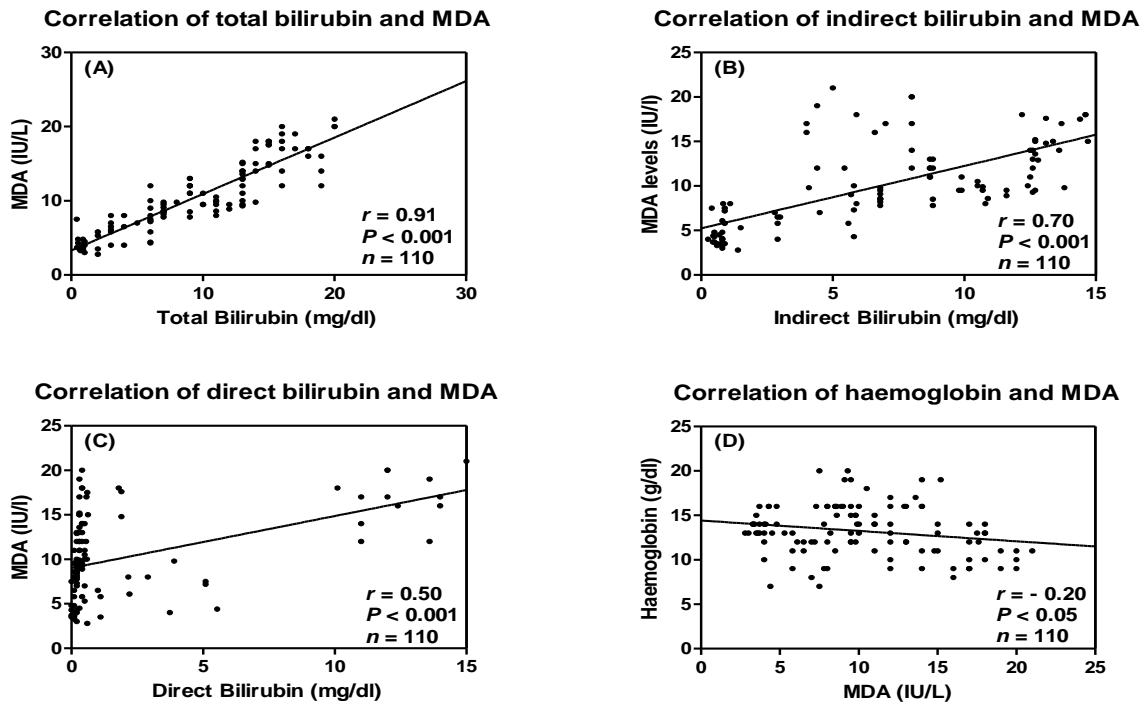 Correlation of total bilirubin and MDA
(A)
MDA (IU/L)
30
20
10
0
r = 0.91
P < 0.001
n = 110
0 10 20 30
Total Bilirubin (mg/dl)
Correlation of indirect bilirubin and MDA
(B)
MDA levels (IU/l)
25
20
15
10
5
0
r = 0.70
P < 0.001
n = 110
0 5 10 15
Indirect Bilirubin (mg/dl)
Correlation of direct bilirubin and MDA
(C)
MDA (IU/l)
25
20
15
10
5
0
r = 0.50
P < 0.001
n = 110
0 5 10 15
Direct Bilirubin (mg/dl)
Correlation of haemoglobin and MDA
(D)
Haemoglobin (g/dl)
25
20
15
10
5
0
r = - 0.20
P < 0.05
n = 110
0 5 10 15 20 25
MDA (IU/L)